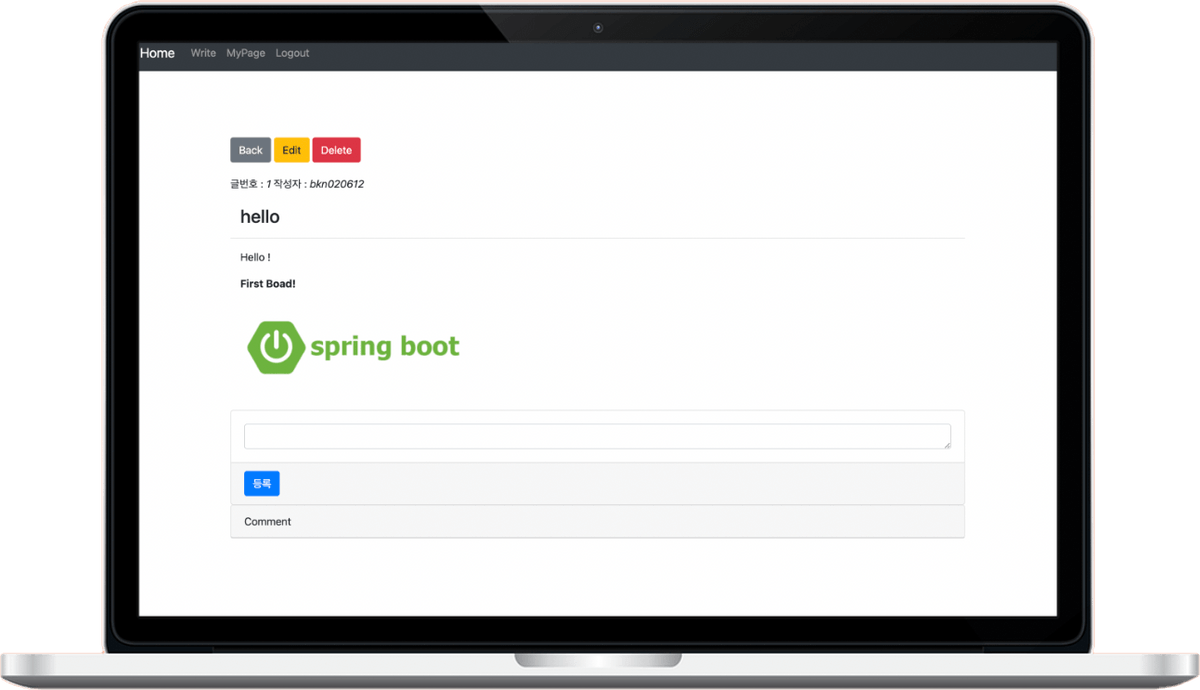 Home Write MyPage Logout
Back Edit Delete
글번호 : 1 작성자 : bkn020612
hello
Hello !
First Boad!
spring boot
등록
Comment